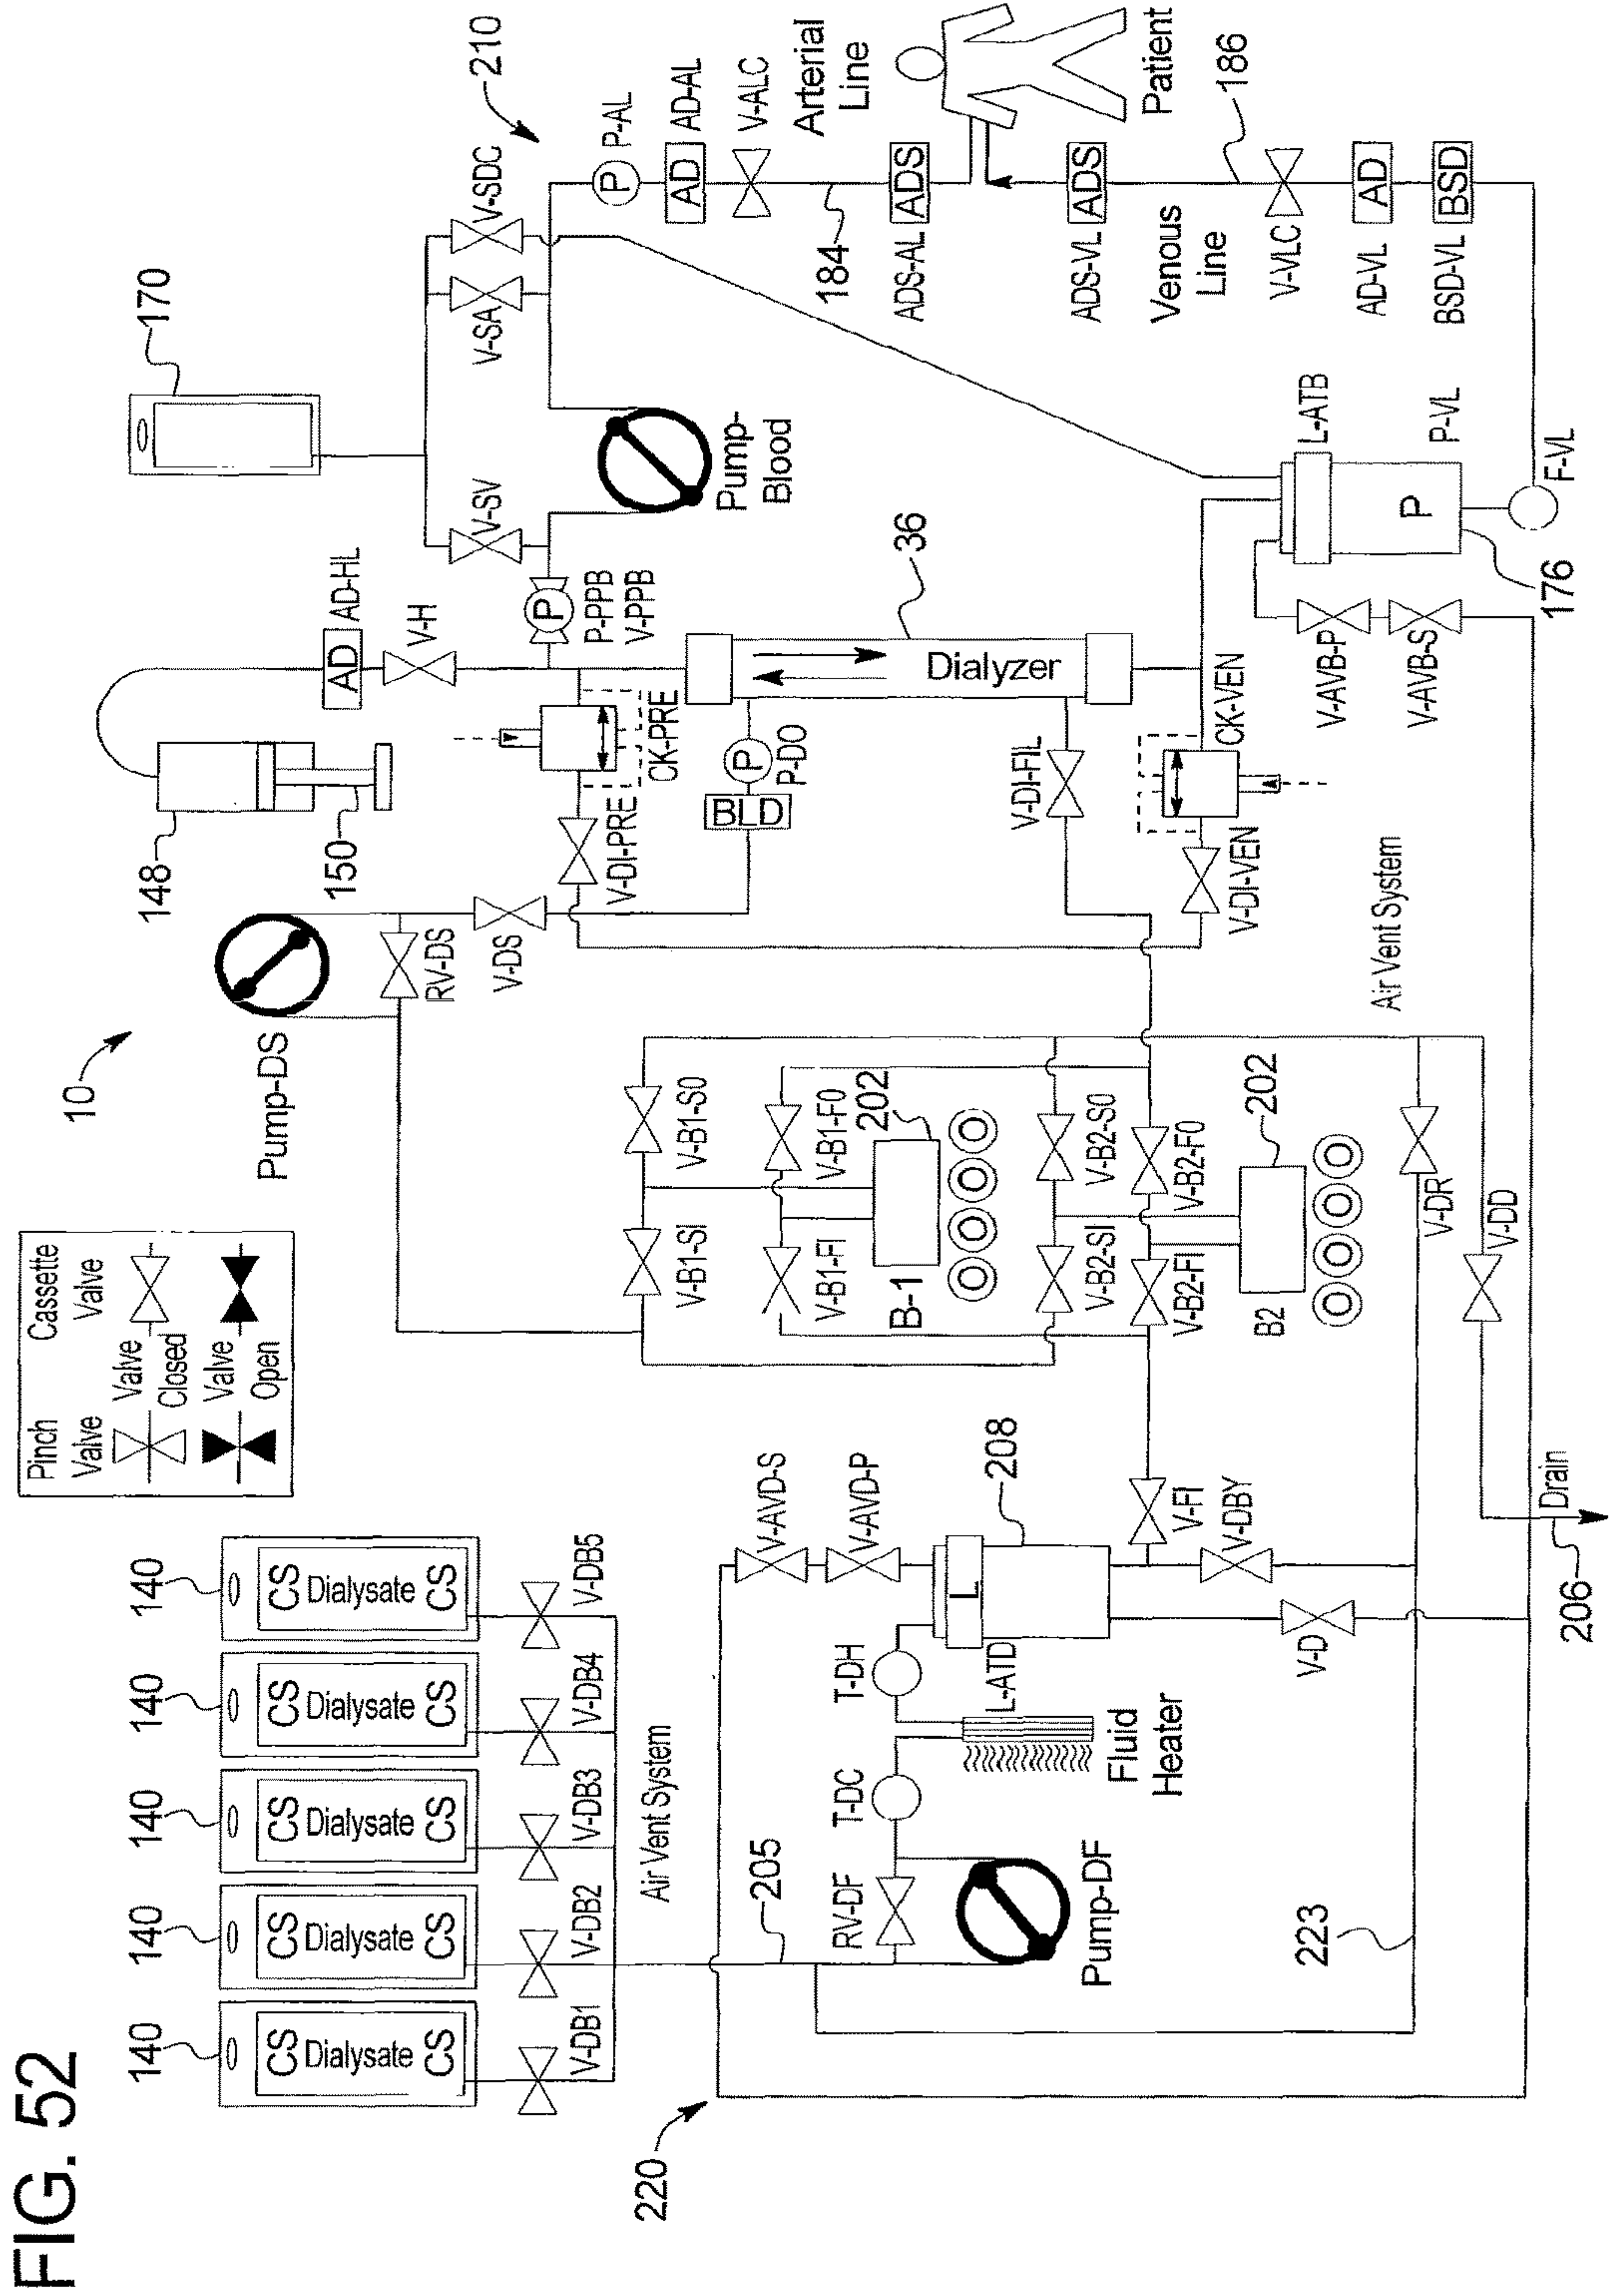 FIG. 52
10
220
Pinch
Valve
Cassette
Valve
Valve
Closed
Valve
Open
140
140
140
140
140
CS Dialysate CS
CS Dialysate CS
CS Dialysate CS
CS Dialysate CS
CS Dialysate CS
V-DB1
V-DB2
V-DB3
V-DB4
V-DB5
Air Vent System
205
V-AVD-S
V-AVD-P
208
RV-DF
T-DC
T-DH
L
L-ATD
Fluid
Heater
Pump-DF
V-FI
V-DBY
V-D
223
Drain
206
Pump-DS
RV-DS
V-DS
V-B1-SI
V-B1-S0
V-B1-FI
V-B1-F0
B-1
202
V-B2-SI
V-B2-S0
V-B2-FI
V-B2-F0
B2
202
V-DR
V-DD
Air Vent System
148
150
AD
AD-HL
V-H
V-DI-PRE
CK-PRE
BLD
P
P-DO
V-DI-FIL
V-DI-VEN
CK-VEN
Dialyzer
36
P
P-PPB
V-PPB
170
V-SV
V-SA
V-SDC
Pump-
Blood
210
P
P-AL
AD
AD-AL
V-ALC
Arterial
Line
184
ADS
ADS-AL
Patient
ADS
ADS-VL
Venous
Line
186
V-VLC
AD
AD-VL
BSD
BSD-VL
L-ATB
P
P-VL
F-VL
176
V-AVB-P
V-AVB-S